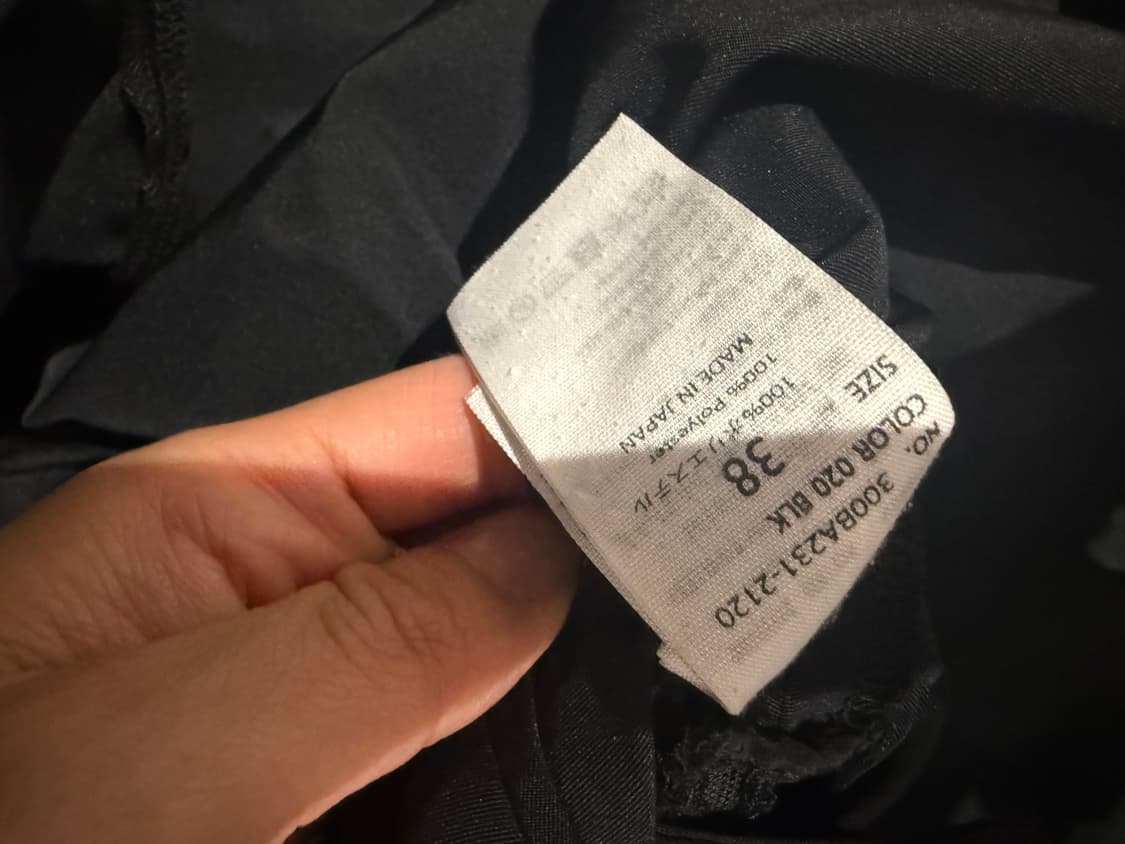 NO. 300BA231-2120
COLOR 020 BLK
SIZE 38
100% ポリエステル
100% Polyester
MADE IN JAPAN